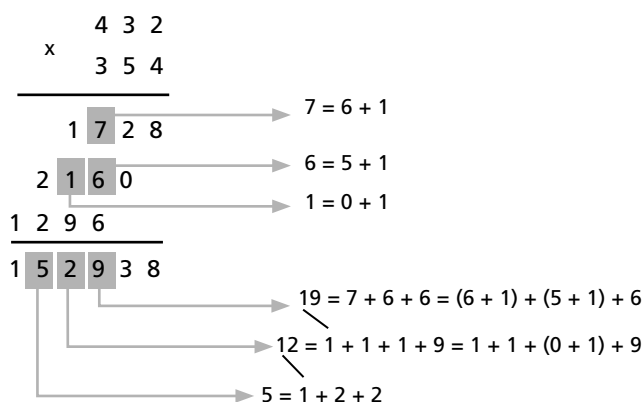 4 3 2
x
3 5 4
1 7 2 8
7 = 6 + 1
2 1 6 0
6 = 5 + 1
1 = 0 + 1
1 2 9 6
1 5 2 9 3 8
19 = 7 + 6 + 6 = (6 + 1) + (5 + 1) + 6
12 = 1 + 1 + 1 + 9 = 1 + 1 + (0 + 1) + 9
5 = 1 + 2 + 2